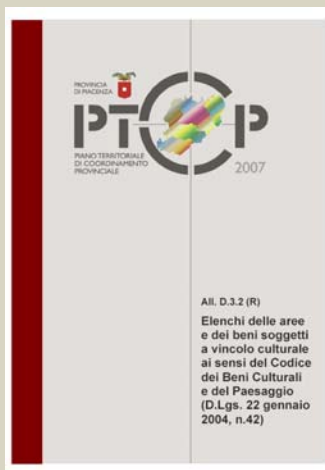 PROVINCIA
DI PIACENZA
PTCP
PIANO TERRITORIALE
DI COORDINAMENTO
PROVINCIALE
2007
All. D.3.2 (R)
Elenchi delle aree
e dei beni soggetti
a vincolo culturale
ai sensi del Codice
dei Beni Culturali
e del Paesaggio
(D.Lgs. 22 gennaio
2004, n.42)